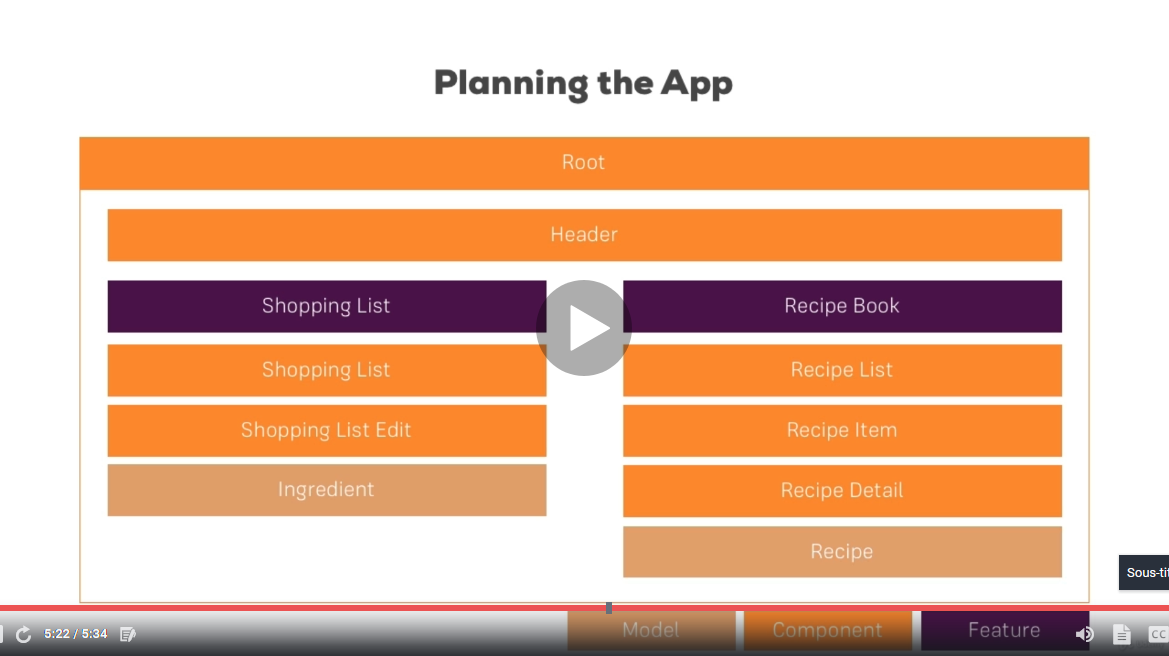 Planning the App
Root
Header
Shopping List
Recipe Book
Shopping List
Recipe List
Shopping List Edit
Recipe Item
Ingredient
Recipe Detail
Recipe
Sous-tit
5:22 / 5:34
Model
Component
Feature
CC